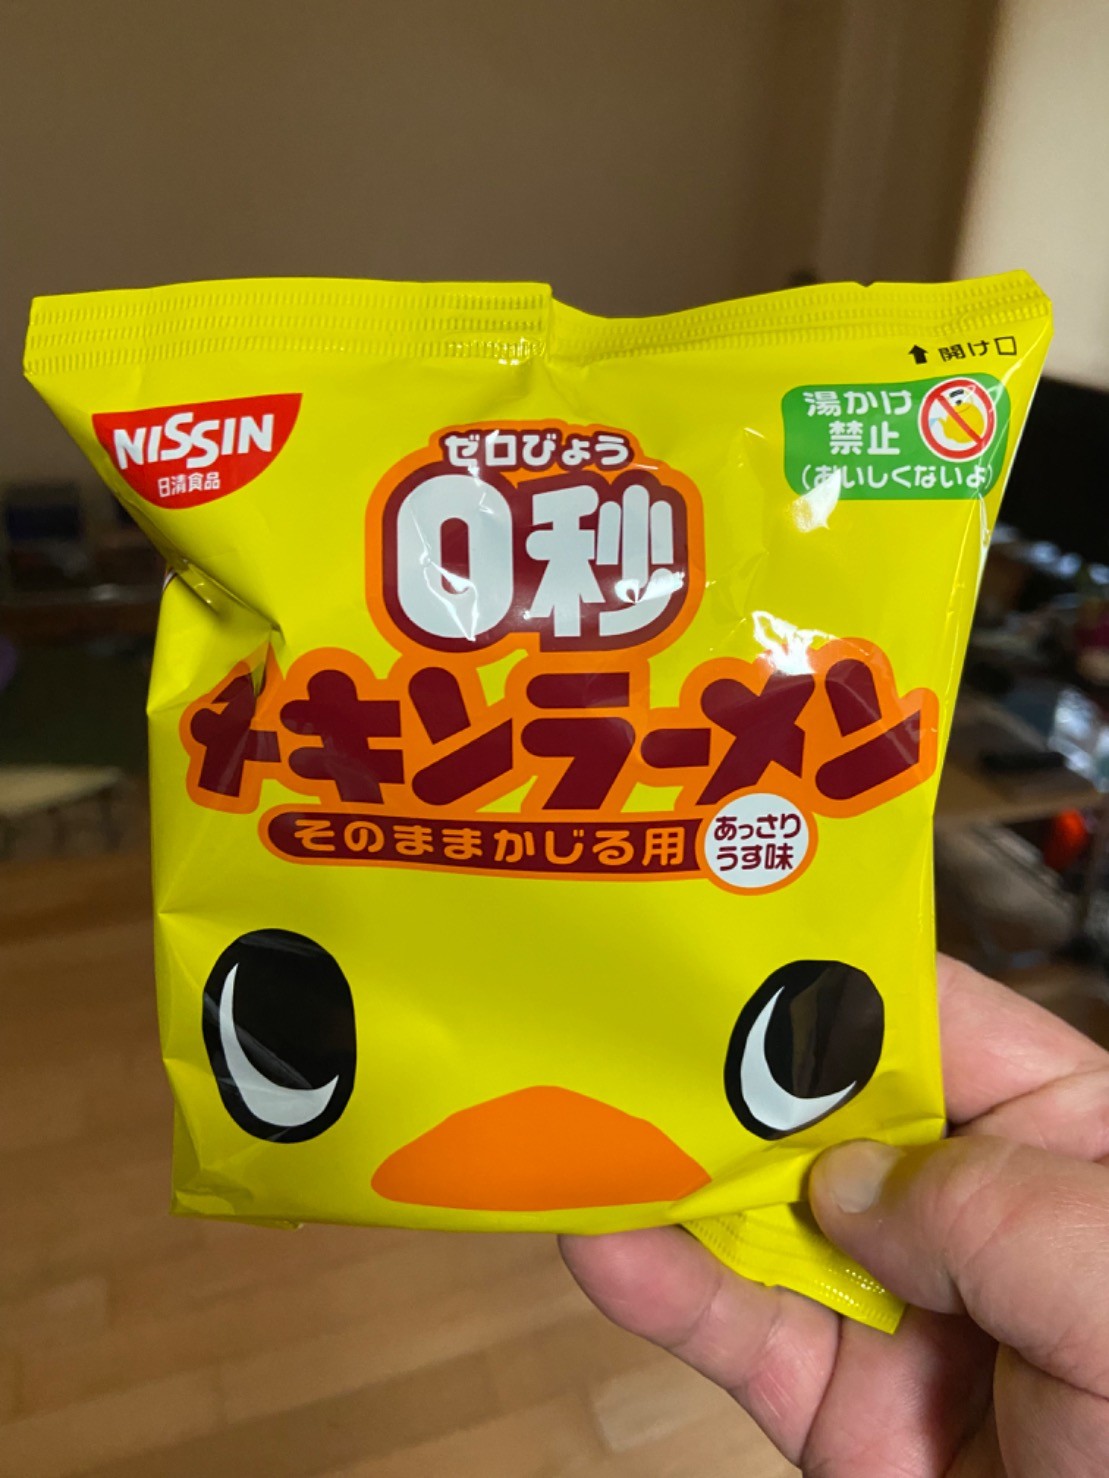 開け口
NISSIN
日清食品
湯かけ
禁止
(おいしくないよ)
ゼロびょう
0秒
チキンラーメン
そのままかじる用
あっさり
うす味